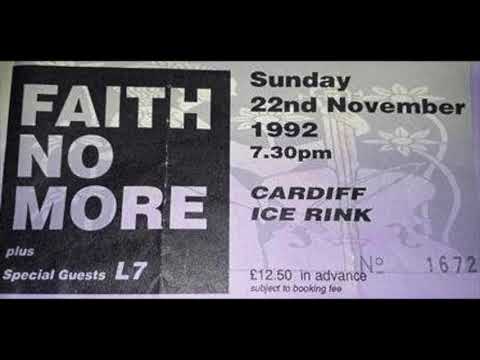 FAITH
NO
MORE
plus
Special Guests L7
Sunday
22nd November
1992
7.30pm
CARDIFF
ICE RINK
£12.50 in advance
subject to booking fee
Nº 1672